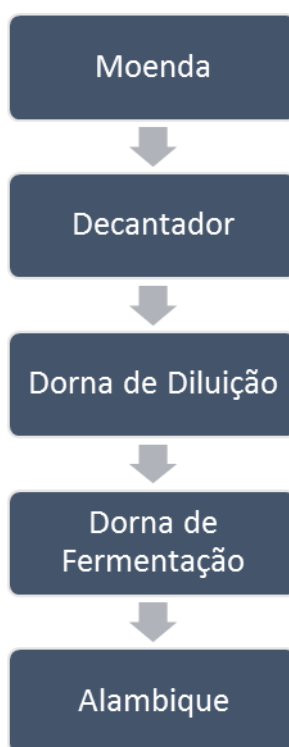 Moenda
Decantador
Dorna de Diluição
Dorna de
Fermentação
Alambique